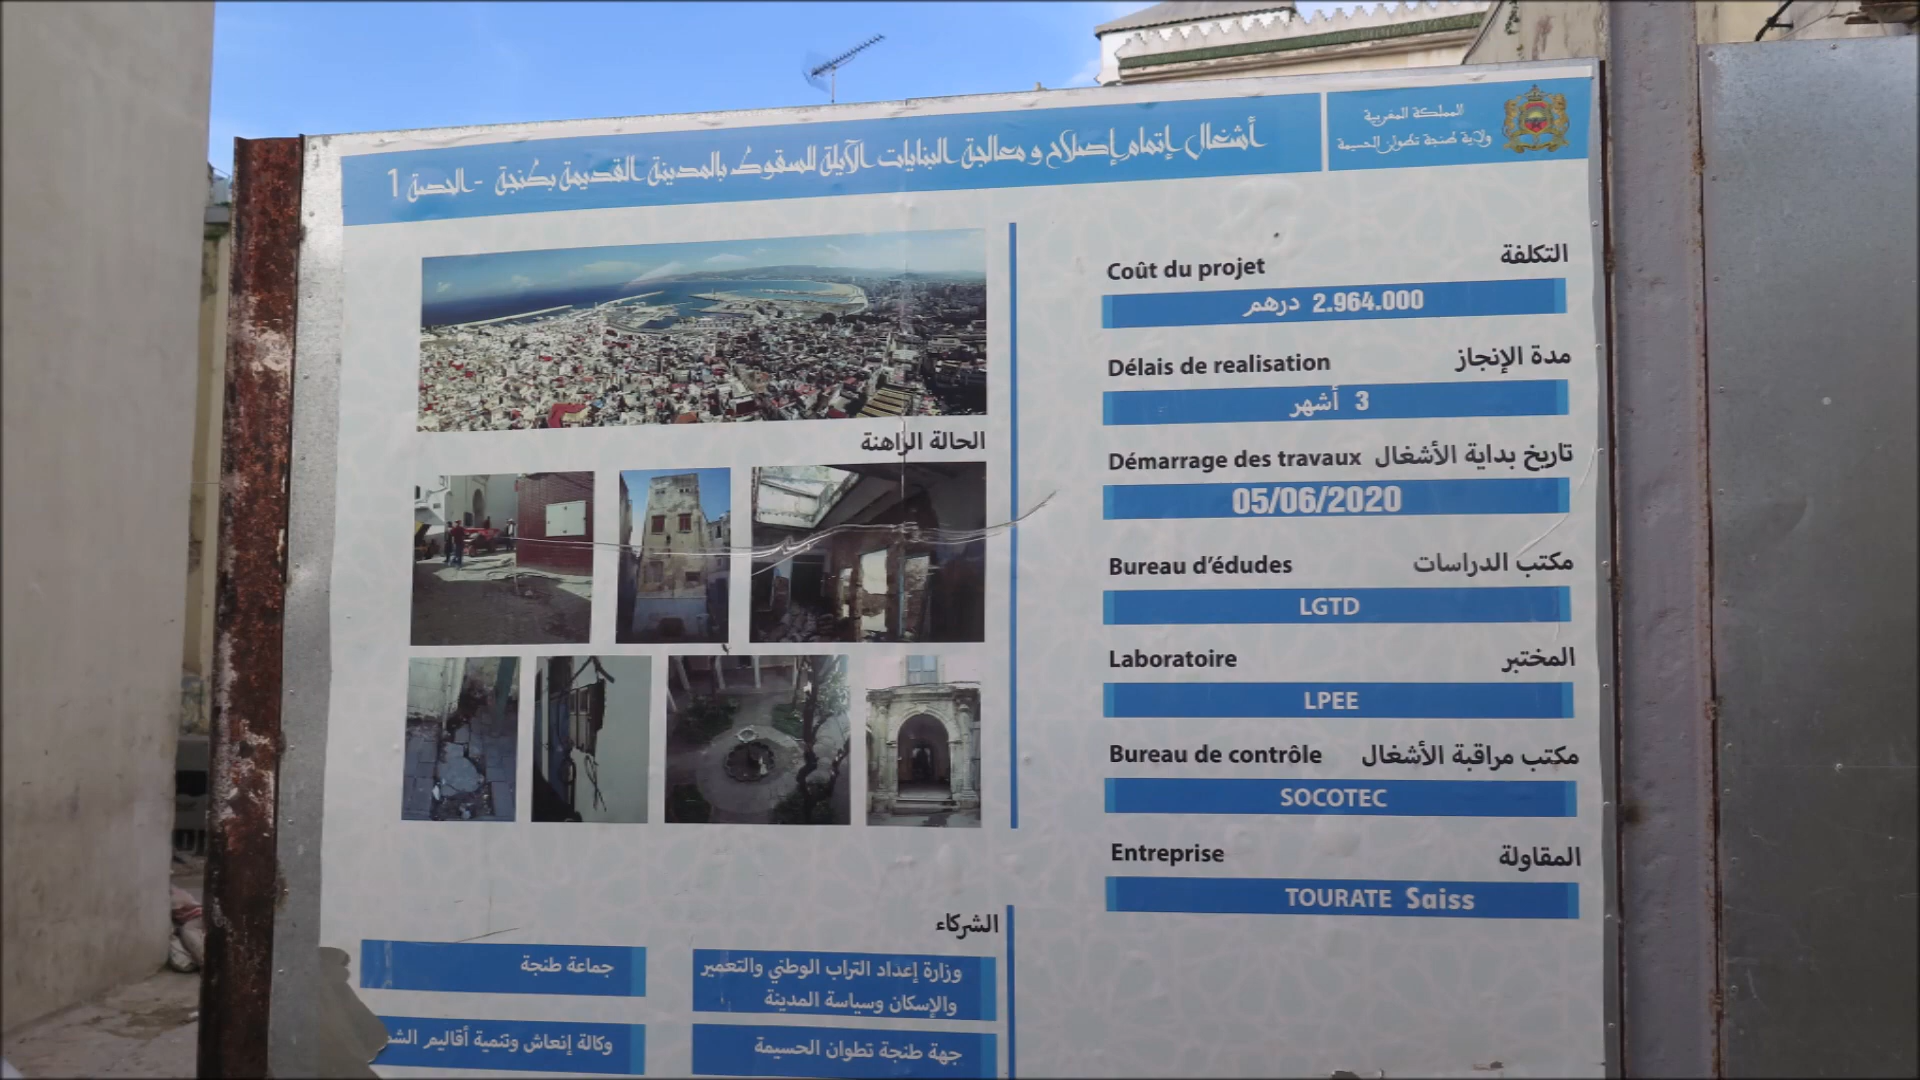 المملكة المغربية
ولاية طنجة تطوان الحسيمة
أشغال إتمام إصلاح و معالجة البنايات الآيلة للسقوط بالمدينة القديمة بطنجة - الحصة 1
الحالة الراهنة
Coût du projet التكلفة
2.964.000 درهم
Délais de realisation مدة الإنجاز
3 أشهر
Démarrage des travaux تاريخ بداية الأشغال
05/06/2020
Bureau d'édudes مكتب الدراسات
LGTD
Laboratoire المختبر
LPEE
Bureau de contrôle مكتب مراقبة الأشغال
SOCOTEC
Entreprise المقاولة
TOURATE Saiss
الشركاء
وزارة إعداد التراب الوطني والتعمير
والإسكان وسياسة المدينة
جماعة طنجة
جهة طنجة تطوان الحسيمة
وكالة إنعاش وتنمية أقاليم